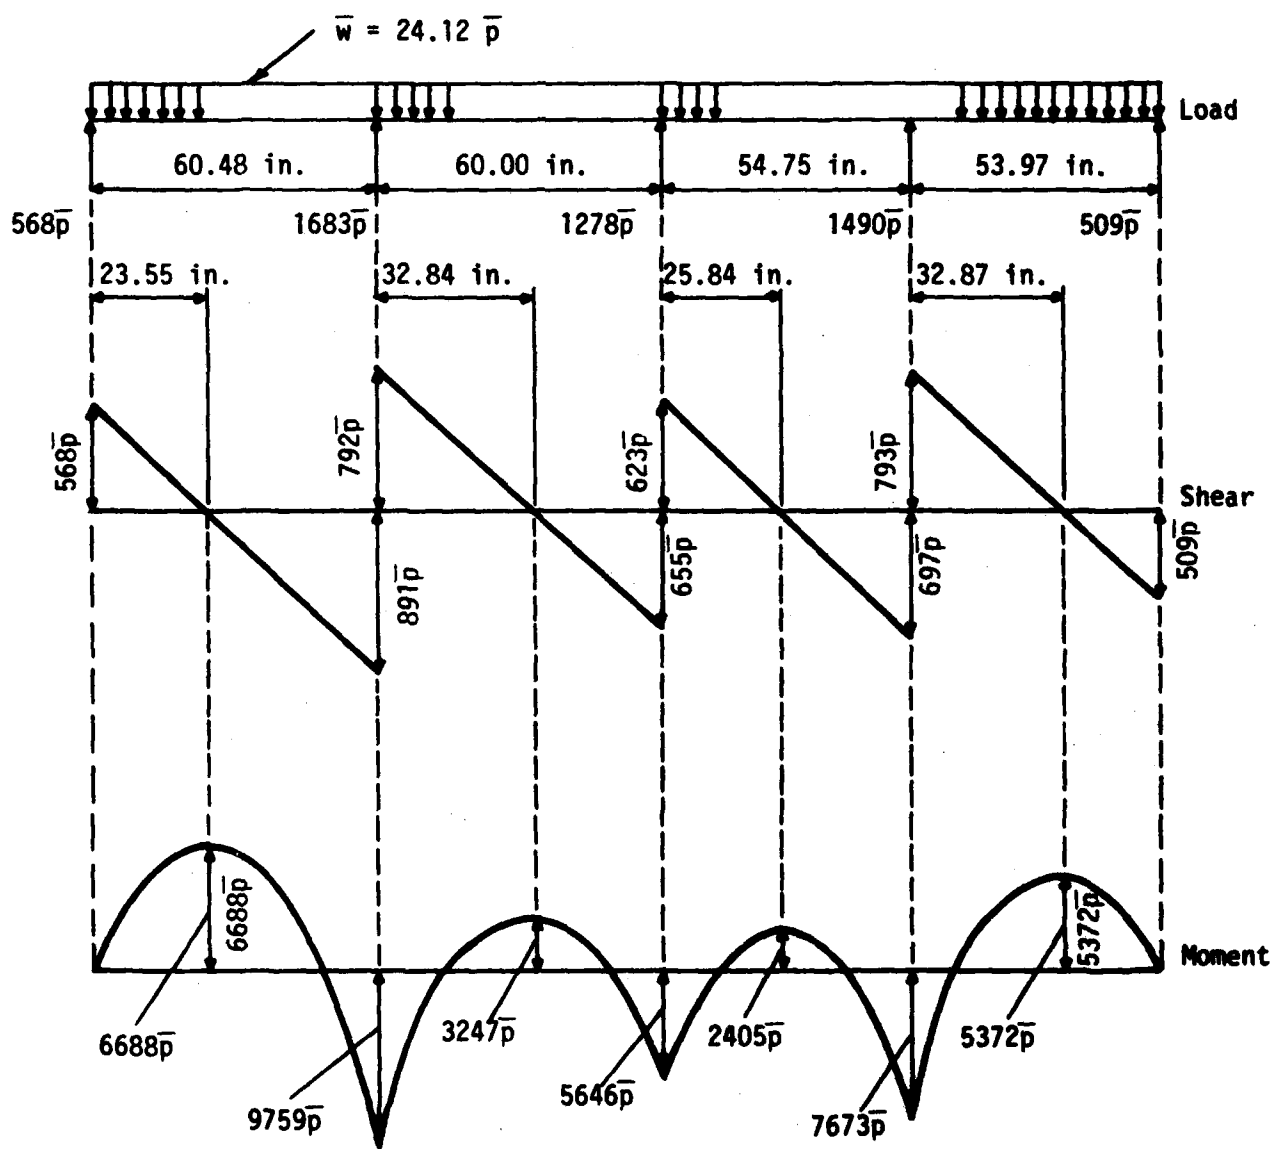 w̅ = 24.12 p̅
Load
60.48 in.
60.00 in.
54.75 in.
53.97 in.
568p̅
1683p̅
1278p̅
1490p̅
509p̅
23.55 in.
32.84 in.
25.84 in.
32.87 in.
568p̅
792p̅
623p̅
793p̅
Shear
891p̅
655p̅
697p̅
509p̅
6688p̅
5372p̅
Moment
6688p̅
3247p̅
2405p̅
5372p̅
9759p̅
5646p̅
7673p̅